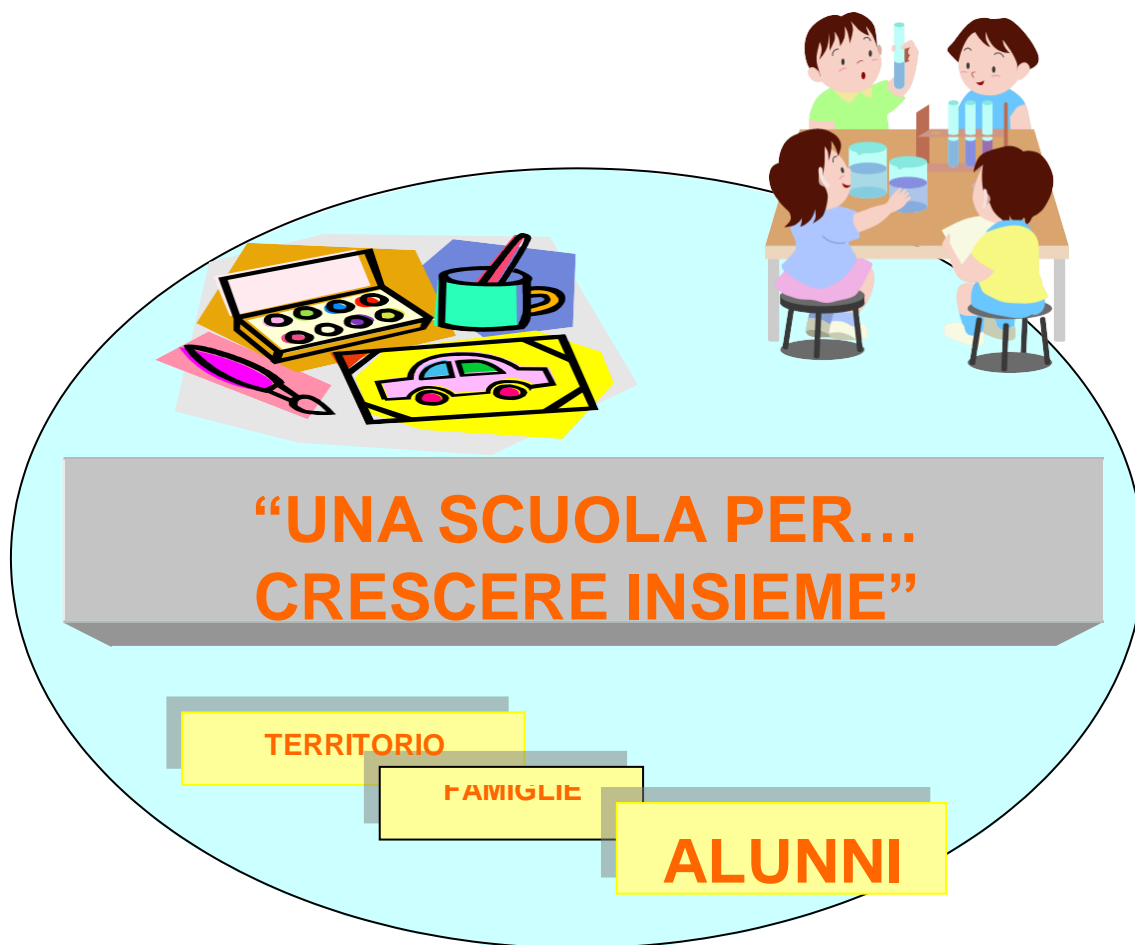 “UNA SCUOLA PER…
CRESCERE INSIEME”
TERRITORIO
FAMIGLIE
ALUNNI